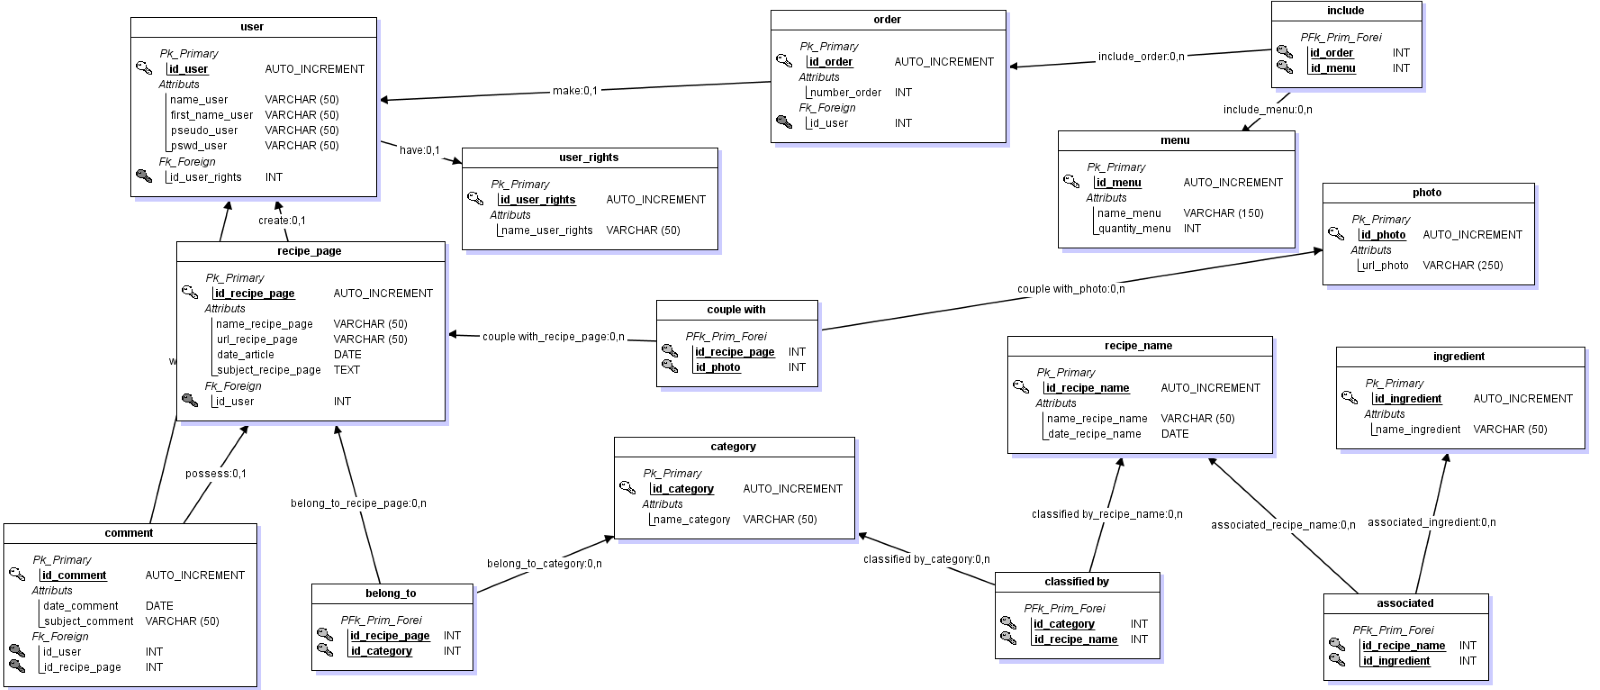 user
Pk_Primary
id_user AUTO_INCREMENT
Attributs
name_user VARCHAR (50)
first_name_user VARCHAR (50)
pseudo_user VARCHAR (50)
pswd_user VARCHAR (50)
Fk_Foreign
id_user_rights INT
order
Pk_Primary
id_order AUTO_INCREMENT
Attributs
number_order INT
Fk_Foreign
id_user INT
include
PFk_Prim_Forei
id_order INT
id_menu INT
include_order:0,n
make:0,1
include_menu:0,n
have:0,1
user_rights
Pk_Primary
id_user_rights AUTO_INCREMENT
Attributs
name_user_rights VARCHAR (50)
menu
Pk_Primary
id_menu AUTO_INCREMENT
Attributs
name_menu VARCHAR (150)
quantity_menu INT
photo
Pk_Primary
id_photo AUTO_INCREMENT
Attributs
url_photo VARCHAR (250)
create:0,1
recipe_page
Pk_Primary
id_recipe_page AUTO_INCREMENT
Attributs
name_recipe_page VARCHAR (50)
url_recipe_page VARCHAR (50)
date_article DATE
subject_recipe_page TEXT
Fk_Foreign
id_user INT
w
couple with_photo:0,n
couple with_recipe_page:0,n
couple with
PFk_Prim_Forei
id_recipe_page INT
id_photo INT
recipe_name
Pk_Primary
id_recipe_name AUTO_INCREMENT
Attributs
name_recipe_name VARCHAR (50)
date_recipe_name DATE
ingredient
Pk_Primary
id_ingredient AUTO_INCREMENT
Attributs
name_ingredient VARCHAR (50)
category
Pk_Primary
id_category AUTO_INCREMENT
Attributs
name_category VARCHAR (50)
possess:0,1
belong_to_recipe_page:0,n
classified by_recipe_name:0,n
associated_recipe_name:0,n
associated_ingredient:0,n
belong_to_category:0,n
classified by_category:0,n
comment
Pk_Primary
id_comment AUTO_INCREMENT
Attributs
date_comment DATE
subject_comment VARCHAR (50)
Fk_Foreign
id_user INT
id_recipe_page INT
belong_to
PFk_Prim_Forei
id_recipe_page INT
id_category INT
classified by
PFk_Prim_Forei
id_category INT
id_recipe_name INT
associated
PFk_Prim_Forei
id_recipe_name INT
id_ingredient INT